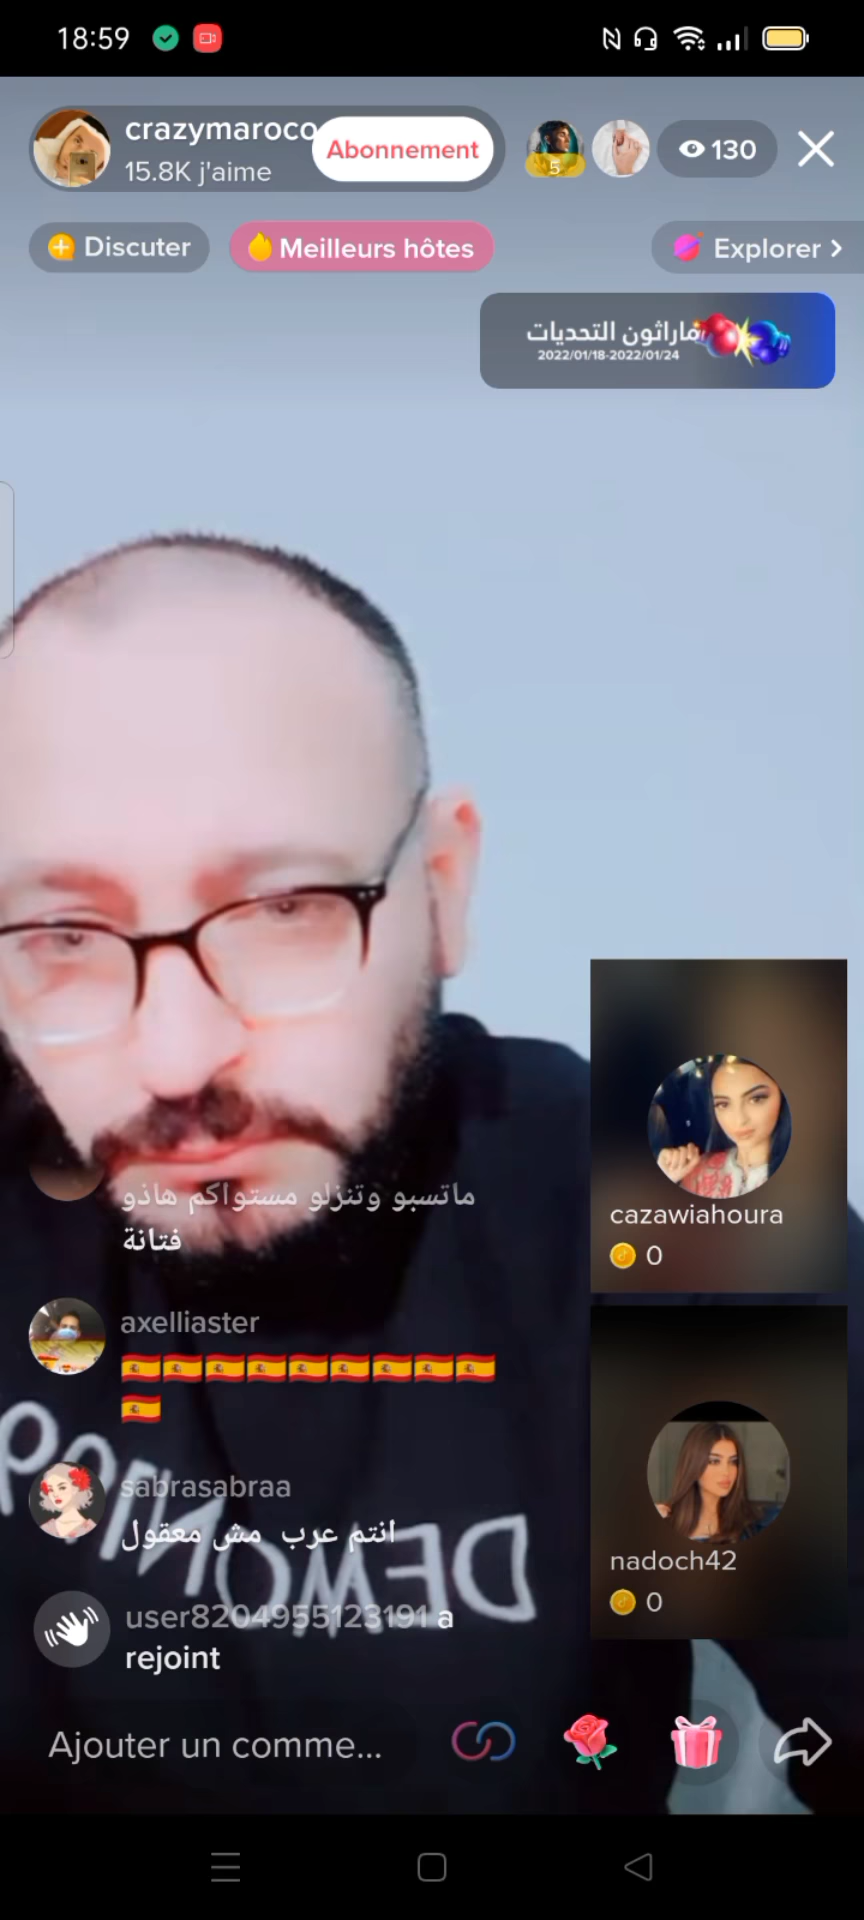 18:59
crazymaroco
Abonnement
15.8K j'aime
5
130
Discuter
Meilleurs hôtes
Explorer
ماراثون التحديات
2022/01/18-2022/01/24
ماتسبو وتنزلو مستواكم هاذو
فتانة
cazawiahoura
0
axelliaster
sabrasabraa
انتم عرب مش معقول
DEMON
nadoch42
0
user8204955123191 a
rejoint
Ajouter un comme...